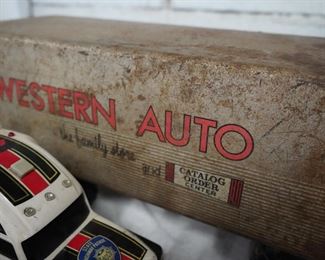 WESTERN AUTO
the family store
and
CATALOG
ORDER
CENTER